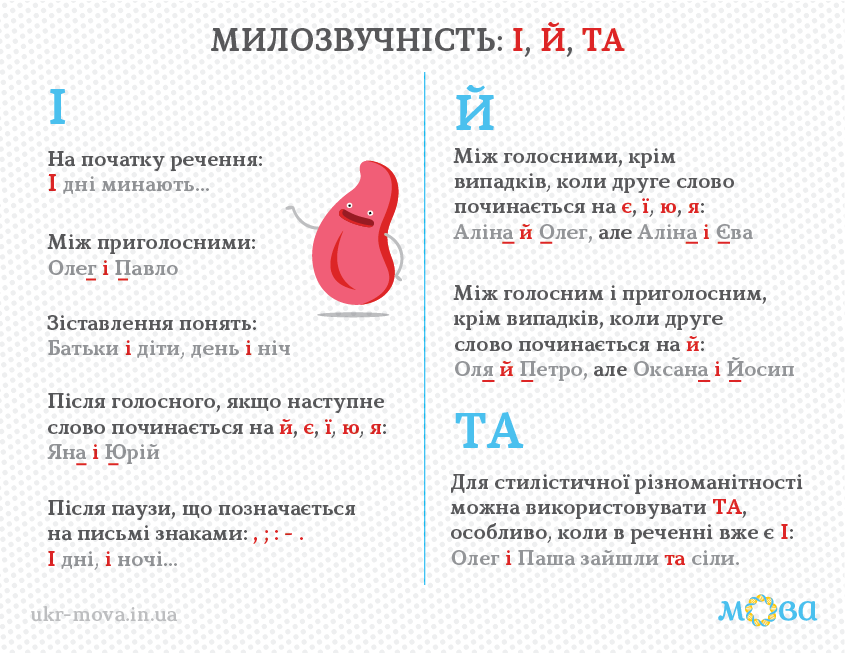 МИЛОЗВУЧНІСТЬ: І, Й, ТА
І
На початку речення:
І дні минають...
Між приголосними:
Олег і Павло
Зіставлення понять:
Батьки і діти, день і ніч
Після голосного, якщо наступне
слово починається на й, є, ї, ю, я:
Яна і Юрій
Після паузи, що позначається
на письмі знаками: , ; : - .
І дні, і ночі...
Й
Між голосними, крім
випадків, коли друге слово
починається на є, ї, ю, я:
Аліна й Олег, але Аліна і Єва
Між голосним і приголосним,
крім випадків, коли друге
слово починається на й:
Оля й Петро, але Оксана і Йосип
ТА
Для стилістичної різноманітності
можна використовувати ТА,
особливо, коли в реченні вже є І:
Олег і Паша зайшли та сіли.
ukr-mova.in.ua
мова